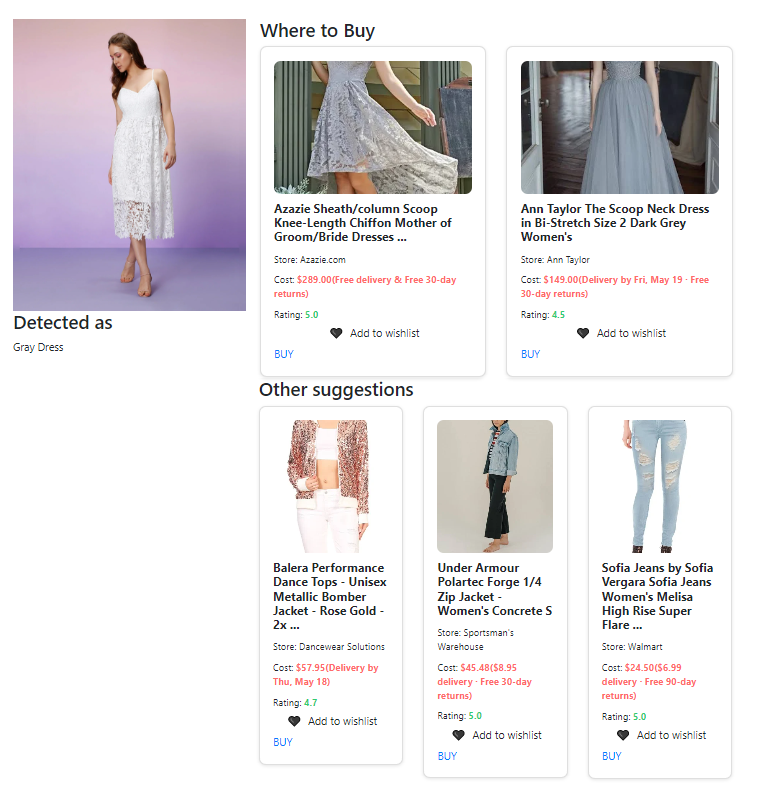 Where to Buy
Detected as
Gray Dress
Azazie Sheath/column Scoop
Knee-Length Chiffon Mother of
Groom/Bride Dresses ...
Store: Azazie.com
Cost: $289.00(Free delivery & Free 30-day
returns)
Rating: 5.0
Add to wishlist
BUY
Ann Taylor The Scoop Neck Dress
in Bi-Stretch Size 2 Dark Grey
Women's
Store: Ann Taylor
Cost: $149.00(Delivery by Fri, May 19 · Free
30-day returns)
Rating: 4.5
Add to wishlist
BUY
Other suggestions
Balera Performance
Dance Tops - Unisex
Metallic Bomber
Jacket - Rose Gold -
2x ...
Store: Dancewear Solutions
Cost: $57.95(Delivery by
Thu, May 18)
Rating: 4.7
Add to wishlist
BUY
Under Armour
Polartec Forge 1/4
Zip Jacket -
Women's Concrete S
Store: Sportsman's
Warehouse
Cost: $45.48($8.95
delivery · Free 30-day
returns)
Rating: 5.0
Add to wishlist
BUY
Sofia Jeans by Sofia
Vergara Sofia Jeans
Women's Melisa
High Rise Super
Flare ...
Store: Walmart
Cost: $24.50($6.99
delivery · Free 90-day
returns)
Rating: 5.0
Add to wishlist
BUY